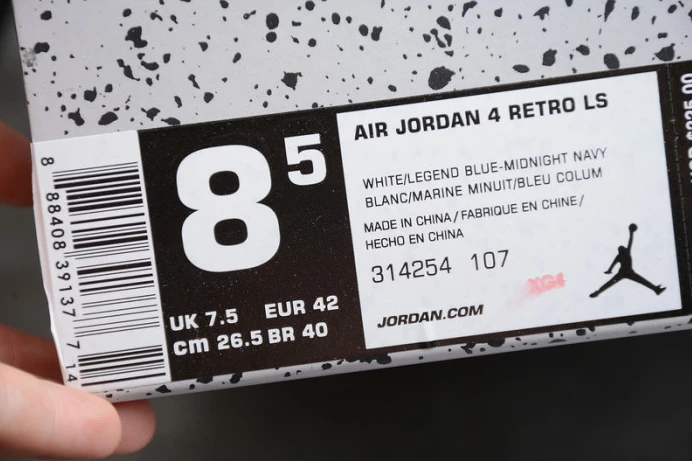 AIR JORDAN 4 RETRO LS
WHITE/LEGEND BLUE-MIDNIGHT NAVY
BLANC/MARINE MINUIT/BLEU COLUM
MADE IN CHINA/FABRIQUE EN CHINE/
HECHO EN CHINA
314254 107
XG4
JORDAN.COM
8 5
UK 7.5 EUR 42
cm 26.5 BR 40
8 88408 39137 7 14